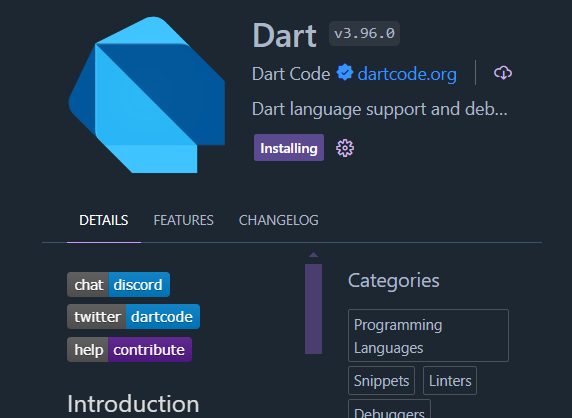 Dart v3.96.0
Dart Code dartcode.org
Dart language support and deb...
Installing
DETAILS FEATURES CHANGELOG
chat discord
twitter dartcode
help contribute
Introduction
Categories
Programming
Languages
Snippets Linters
Debuggers